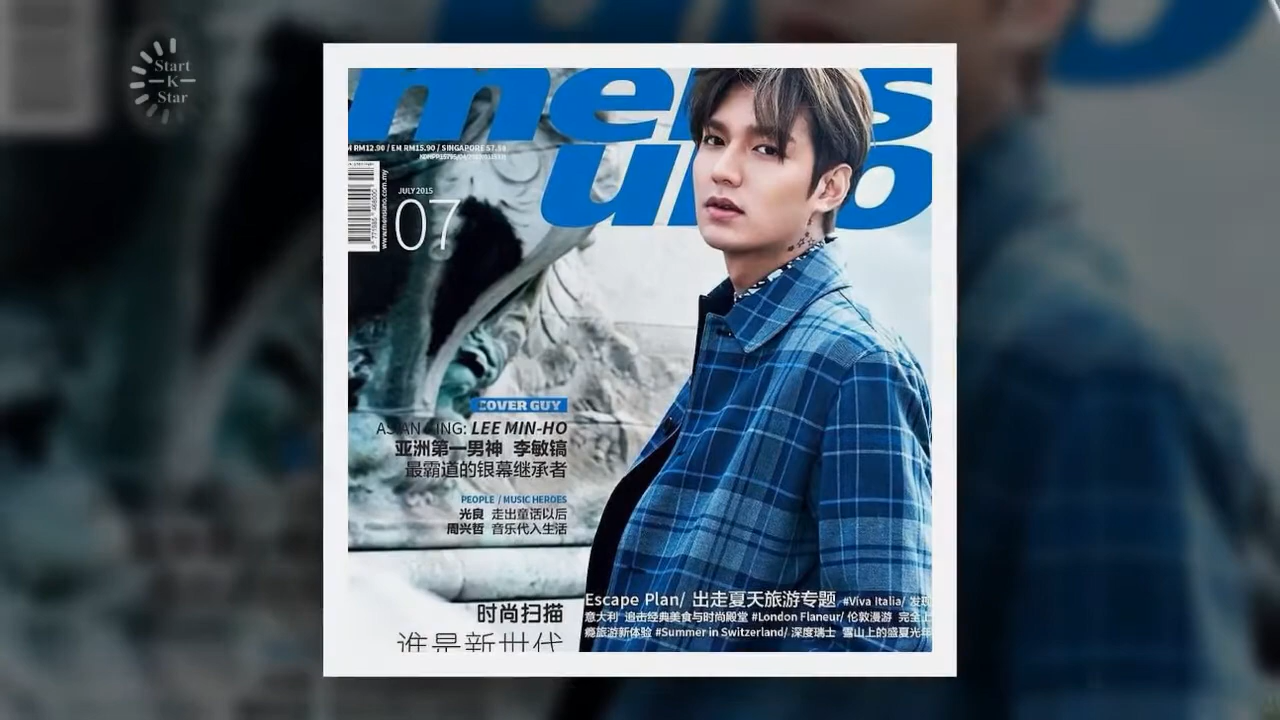 Start
K
Star
men's
uno
M RM12.90 / EM RM15.90 / SINGAPORE S7.50
www.mensuno.com.my
JULY 2015
07
COVER GUY
ASIAN KING: LEE MIN-HO
亚洲第一男神 李敏镐
最霸道的银幕继承者
PEOPLE / MUSIC HEROES
光良 走出童话以后
周兴哲 音乐代入生活
时尚扫描
谁是新世代
Escape Plan/ 出走夏天旅游专题 #Viva Italia/ 发现
意大利 追击经典美食与时尚殿堂 #London Flaneur/ 伦敦漫游 完全上
瘾旅游新体验 #Summer in Switzerland/ 深度瑞士 雪山上的盛夏光年